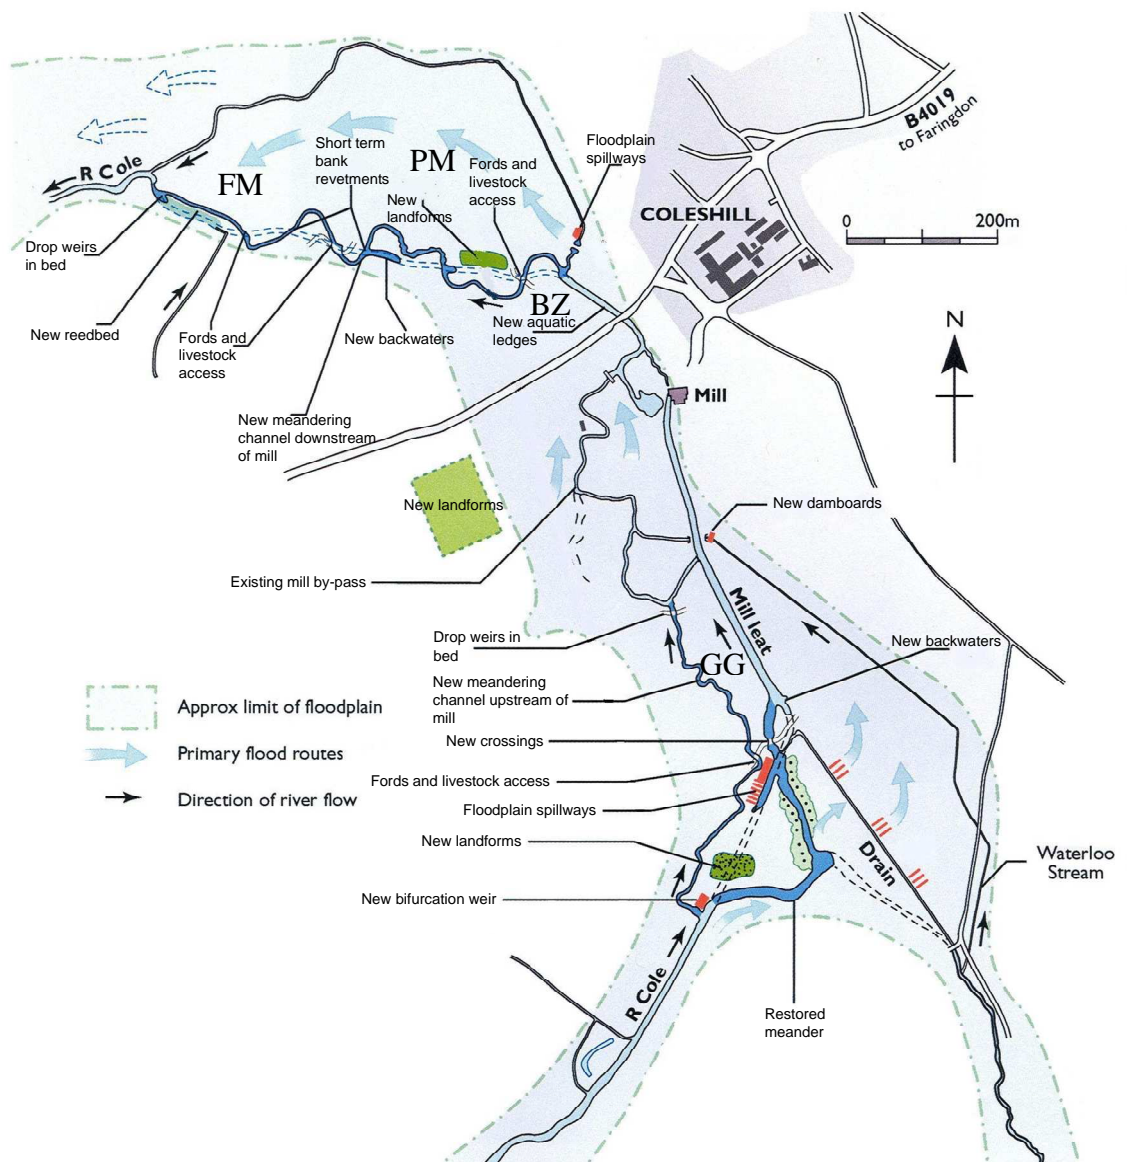 B4019
to Faringdon
Floodplain
spillways
Short term
bank
revetments
PM
Fords and
livestock
access
R Cole
FM
New
landforms
COLESHILL
0 200m
Drop weirs
in bed
BZ
New aquatic
ledges
N
New reedbed
Fords and
livestock
access
New backwaters
Mill
New meandering
channel downstream
of mill
New landforms
New damboards
Existing mill by-pass
Mill leat
Drop weirs in
bed
New backwaters
GG
New meandering
channel upstream of
mill
Approx limit of floodplain
Primary flood routes
Direction of river flow
New crossings
Fords and livestock access
Floodplain spillways
New landforms
Drain
Waterloo
Stream
New bifurcation weir
R Cole
Restored
meander